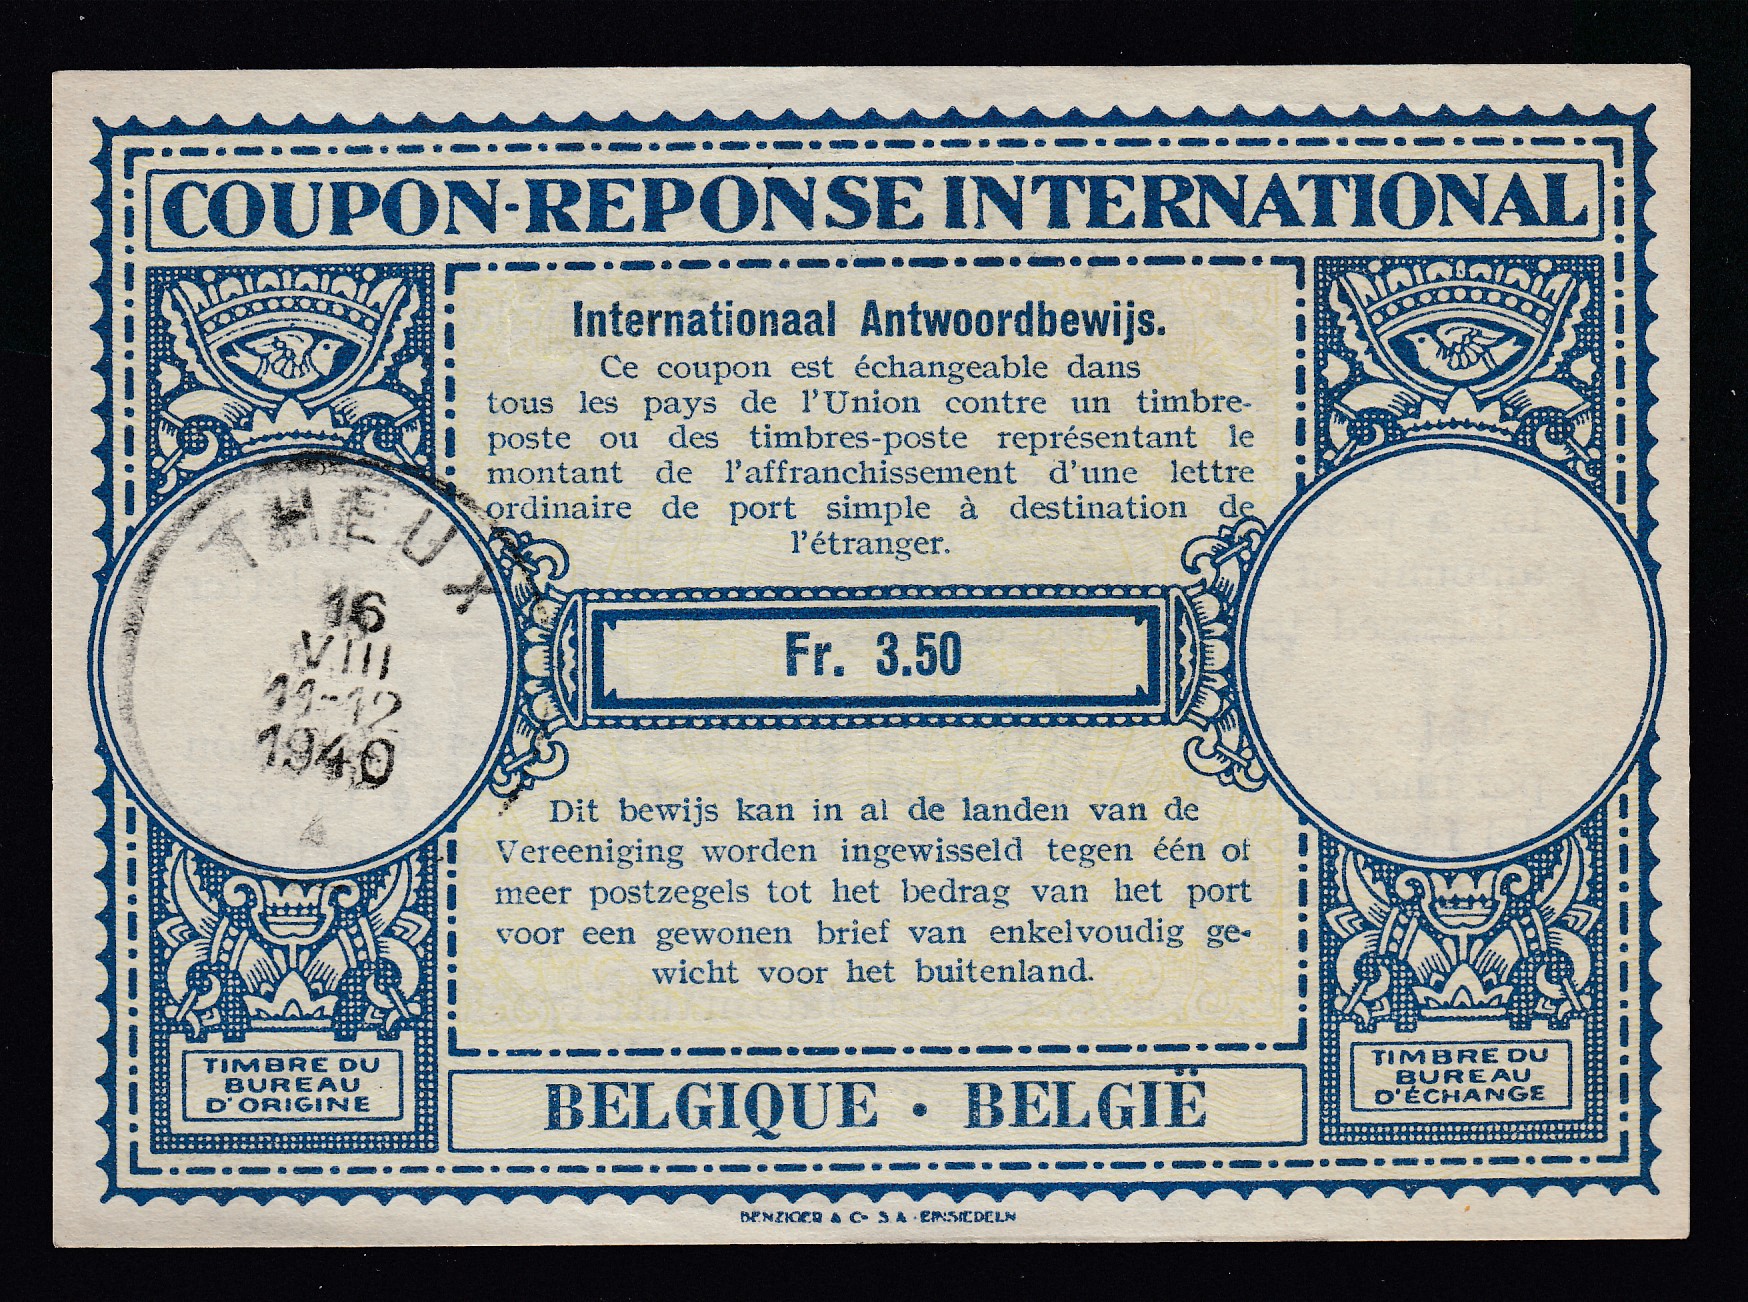 COUPON-REPONSE INTERNATIONAL
Internationaal Antwoordbewijs.
Ce coupon est échangeable dans
tous les pays de l'Union contre un timbre-
poste ou des timbres-poste représentant le
montant de l'affranchissement d'une lettre
ordinaire de port simple à destination de
l'étranger.
THEUX
16
VIII
11-12
1940
Fr. 3.50
Dit bewijs kan in al de landen van de
Vereeniging worden ingewisseld tegen één of
meer postzegels tot het bedrag van het port
voor een gewonen brief van enkelvoudig ge-
wicht voor het buitenland.
TIMBRE DU
BUREAU
D'ORIGINE
BELGIQUE • BELGIË
TIMBRE DU
BUREAU
D'ÉCHANGE
BENZIGER & Co S.A. EINSIEDELN